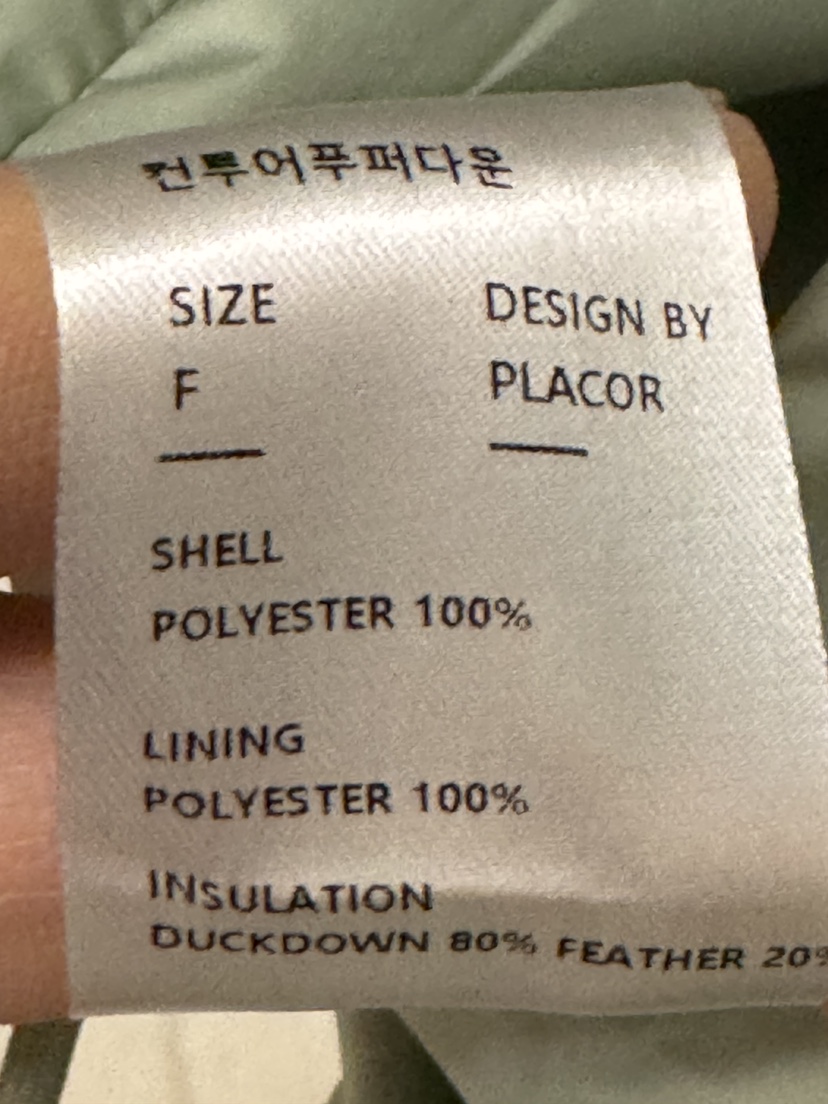 컨투어푸퍼다운
SIZE DESIGN BY
F PLACOR
SHELL
POLYESTER 100%
LINING
POLYESTER 100%
INSULATION
DUCKDOWN 80% FEATHER 20%